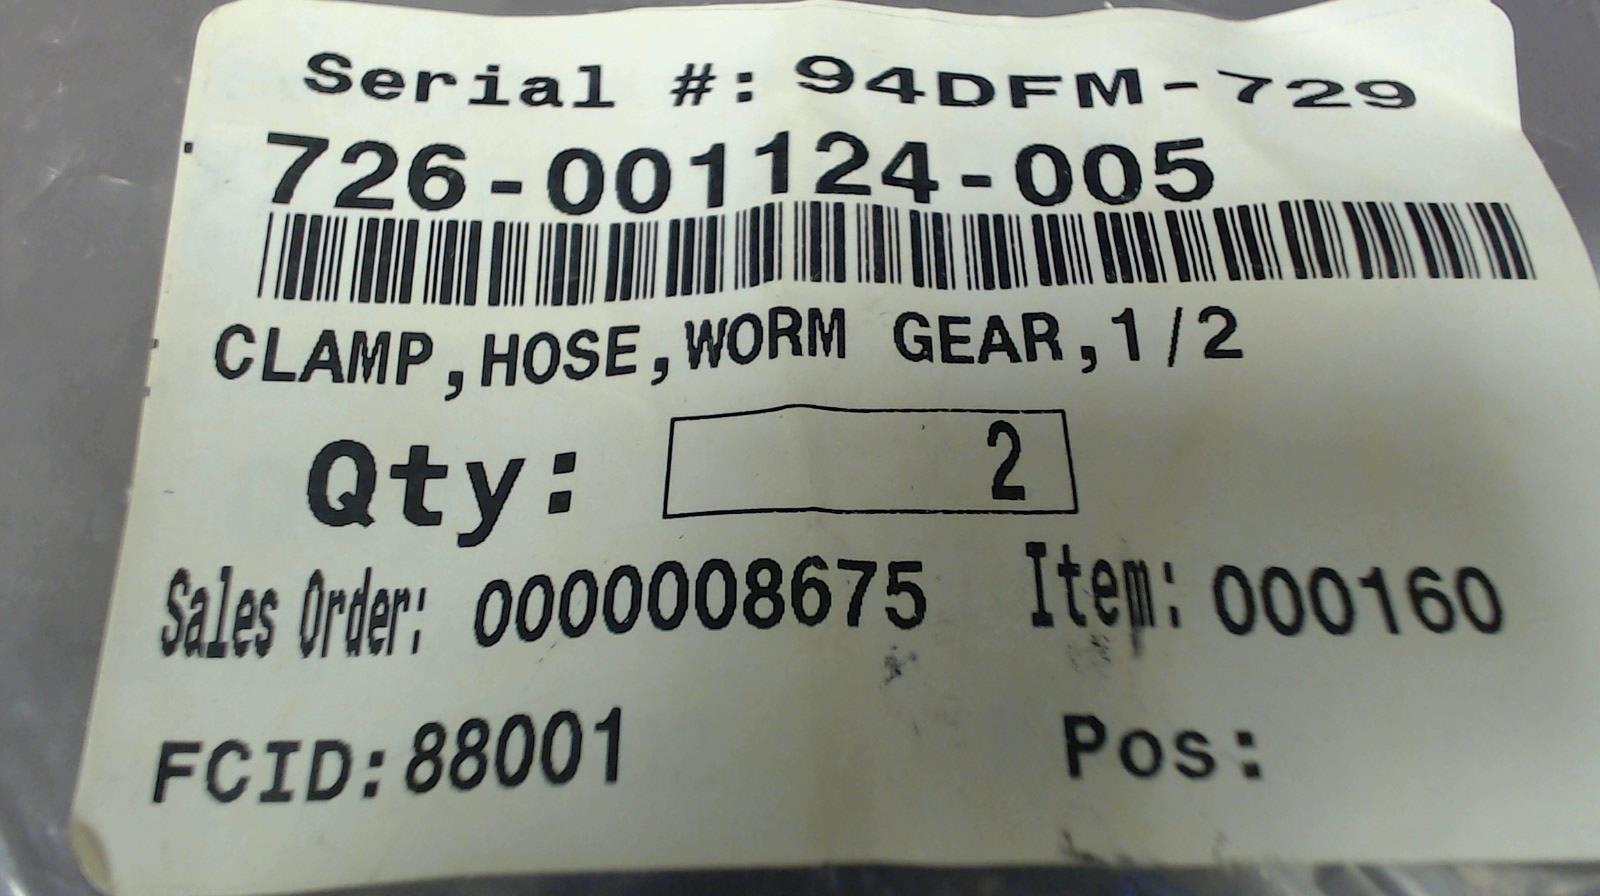 Serial #: 94DFM-729
726-001124-005
CLAMP,HOSE,WORM GEAR,1/2
Qty: 2
Sales Order: 0000008675 Item: 000160
FCID:88001 Pos: